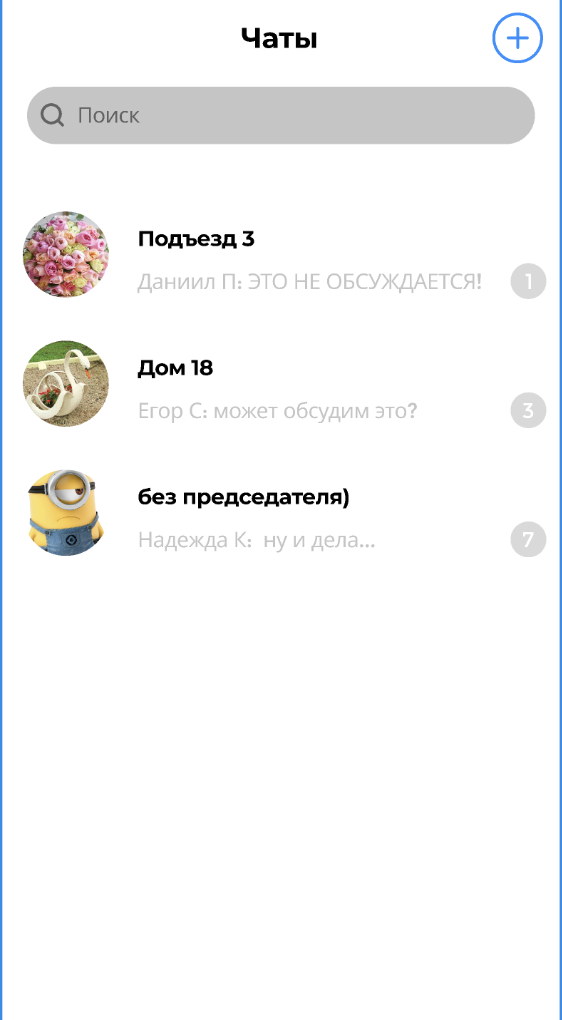 Чаты
Поиск
Подъезд 3
Даниил П: ЭТО НЕ ОБСУЖДАЕТСЯ!
1
Дом 18
Егор С: может обсудим это?
3
без председателя)
Надежда К:  ну и дела...
7